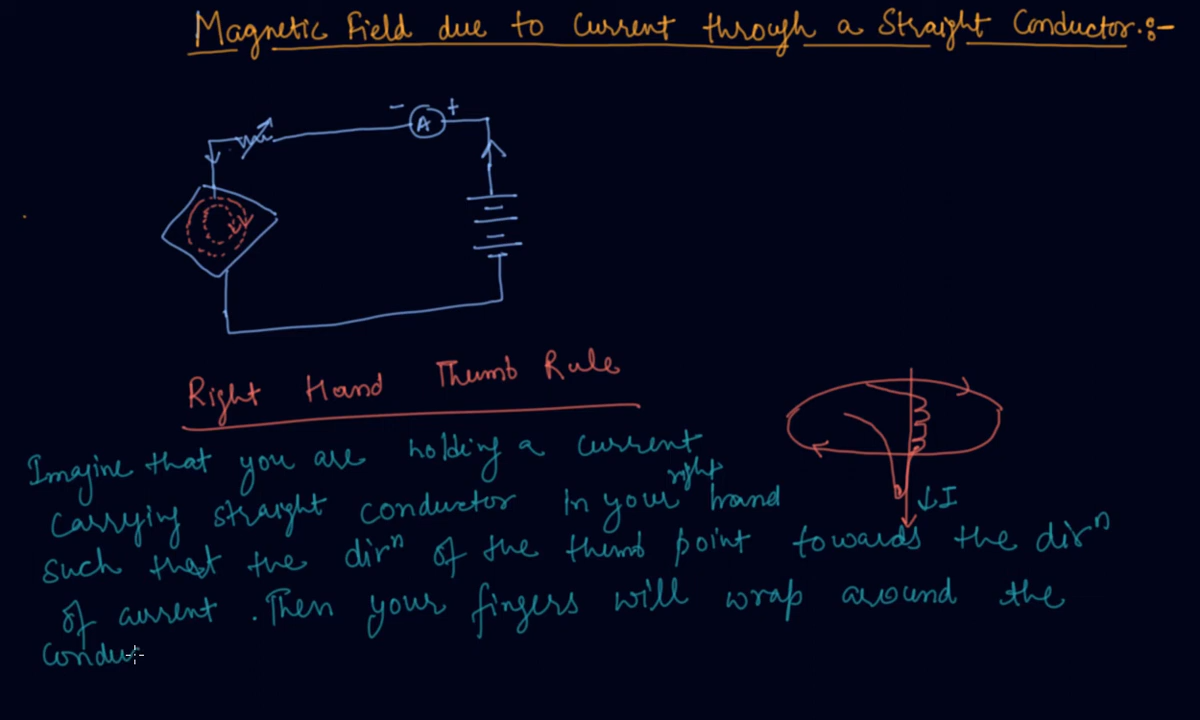 Magnetic Field due to Current through a Straight Conductor :-
- A +
Right Hand Thumb Rule
Imagine that you are holding a current
carrying straight conductor in your right hand
such that the dirⁿ of the thumb point towards the dirⁿ
of current . Then your fingers will wrap around the
conduc
↓I